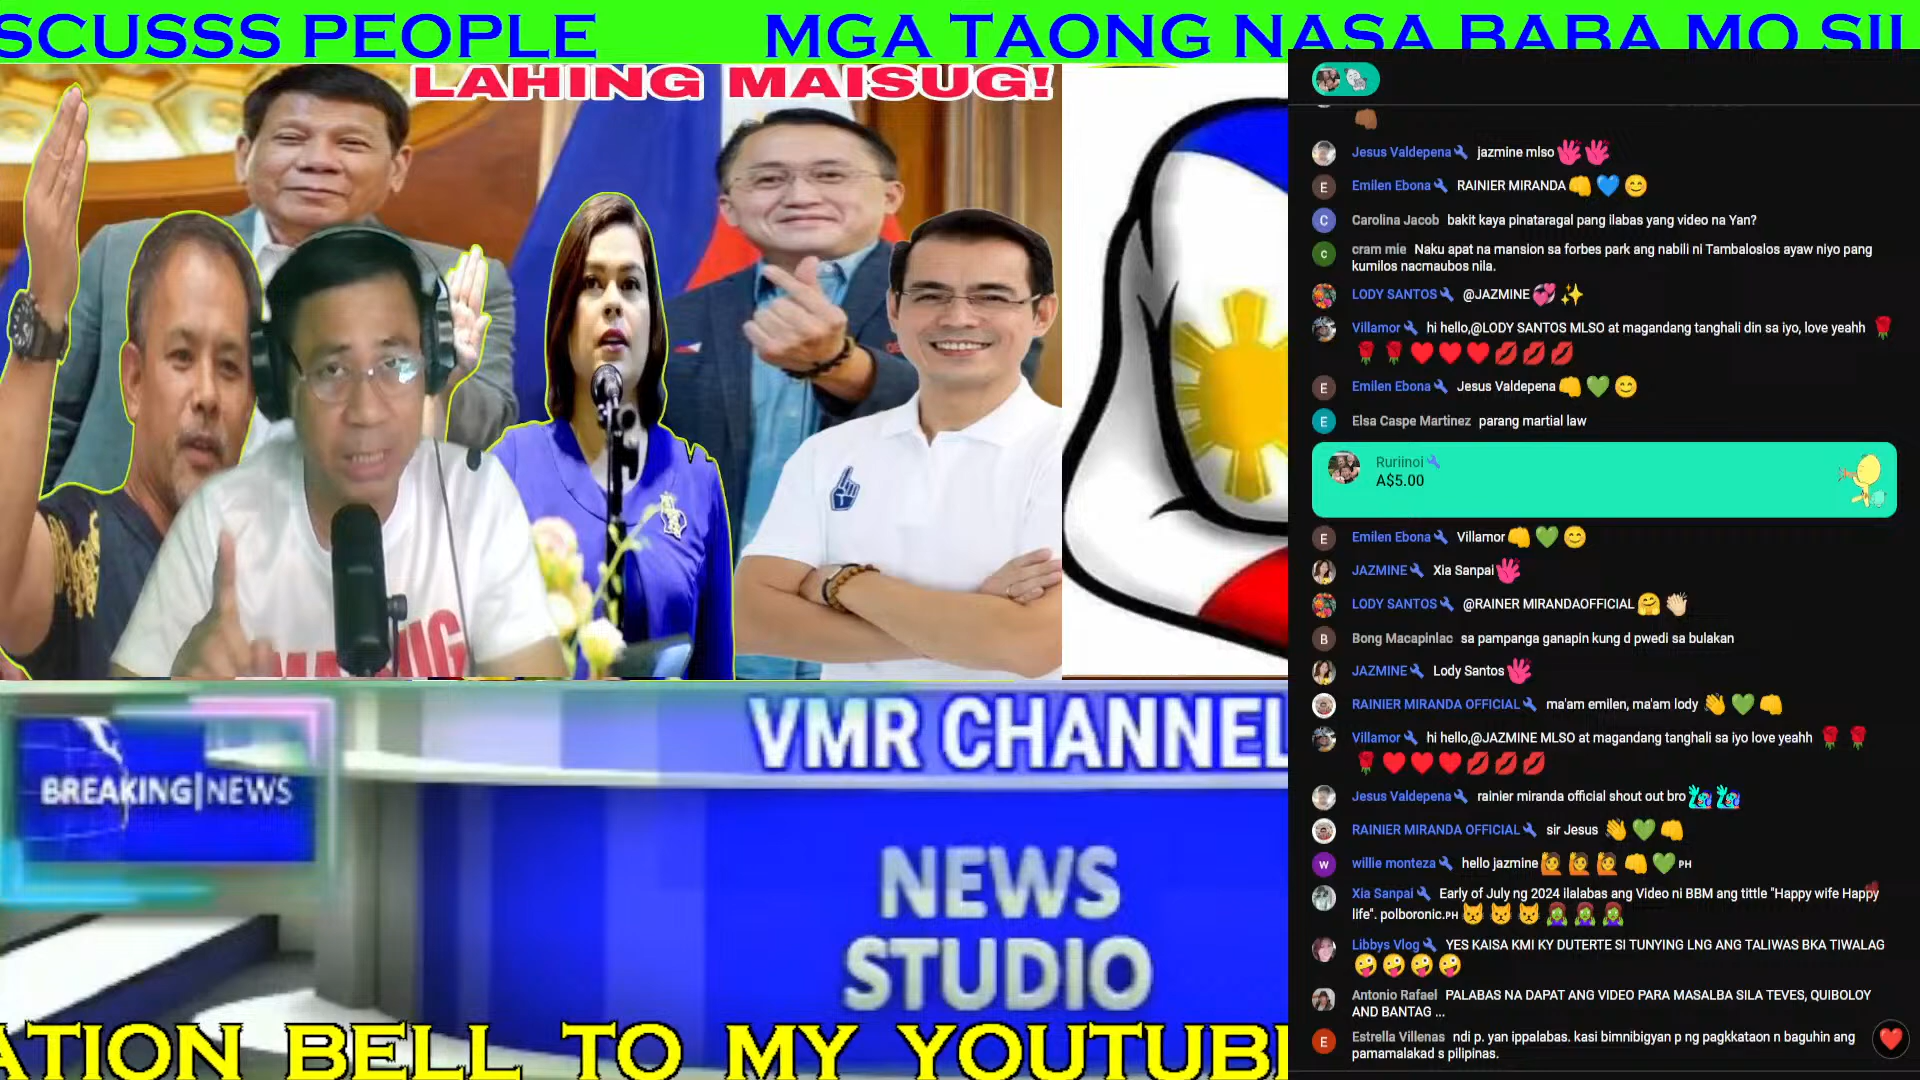 SCUSSS PEOPLE MGA TAONG NASA BABA MO SIL
LAHING MAISUG!
VMR CHANNEL
BREAKING|NEWS
NEWS
STUDIO
ATION BELL TO MY YOUTUBE
Jesus Valdepena jazmine mlso
E Emilen Ebona RAINIER MIRANDA 👊 💙 😊
C Carolina Jacob bakit kaya pinataragal pang ilabas yang video na Yan?
c cram mie Naku apat na mansion sa forbes park ang nabili ni Tambaloslos ayaw niyo pang
kumilos nacmaubos nila.
LODY SANTOS @JAZMINE 💞 ✨
Villamor hi hello,@LODY SANTOS MLSO at magandang tanghali din sa iyo, love yeahh 🌹
🌹 🌹 ❤ ❤ ❤ 💋 💋 💋
E Emilen Ebona Jesus Valdepena 👊 💚 😊
E Elsa Caspe Martinez parang martial law
Ruriinoi
A$5.00
E Emilen Ebona Villamor 👊 💚 😊
JAZMINE Xia Sanpai
LODY SANTOS @RAINIER MIRANDAOFFICIAL 🤗 👏🏻
B Bong Macapinlac sa pampanga ganapin kung d pwedi sa bulakan
JAZMINE Lody Santos
RAINIER MIRANDA OFFICIAL ma'am emilen, ma'am lody 👋 💚 👊
Villamor hi hello,@JAZMINE MLSO at magandang tanghali sa iyo love yeahh 🌹 🌹
🌹 ❤ ❤ ❤ 💋 💋 💋
Jesus Valdepena rainier miranda official shout out bro
RAINIER MIRANDA OFFICIAL sir Jesus 👋 💚 👊
w willie monteza hello jazmine 🙋 🙋 🙋 👊 💚 PH
Xia Sanpai Early of July ng 2024 ilalabas ang Video ni BBM ang tittle "Happy wife Happy
life". polboronic.PH 😼 😼 😼 🧟‍♀️ 🧟‍♀️ 🧟‍♀️
Libbys Vlog YES KAISA KMI KY DUTERTE SI TUNYING LNG ANG TALIWAS BKA TIWALAG
🤪 🤪 🤪 🤪
Antonio Rafael PALABAS NA DAPAT ANG VIDEO PARA MASALBA SILA TEVES, QUIBOLOY
AND BANTAG ...
E Estrella Villenas ndi p. yan ippalabas. kasi bimnibigyan p ng pagkkataon n baguhin ang
pamamalakad s pilipinas.